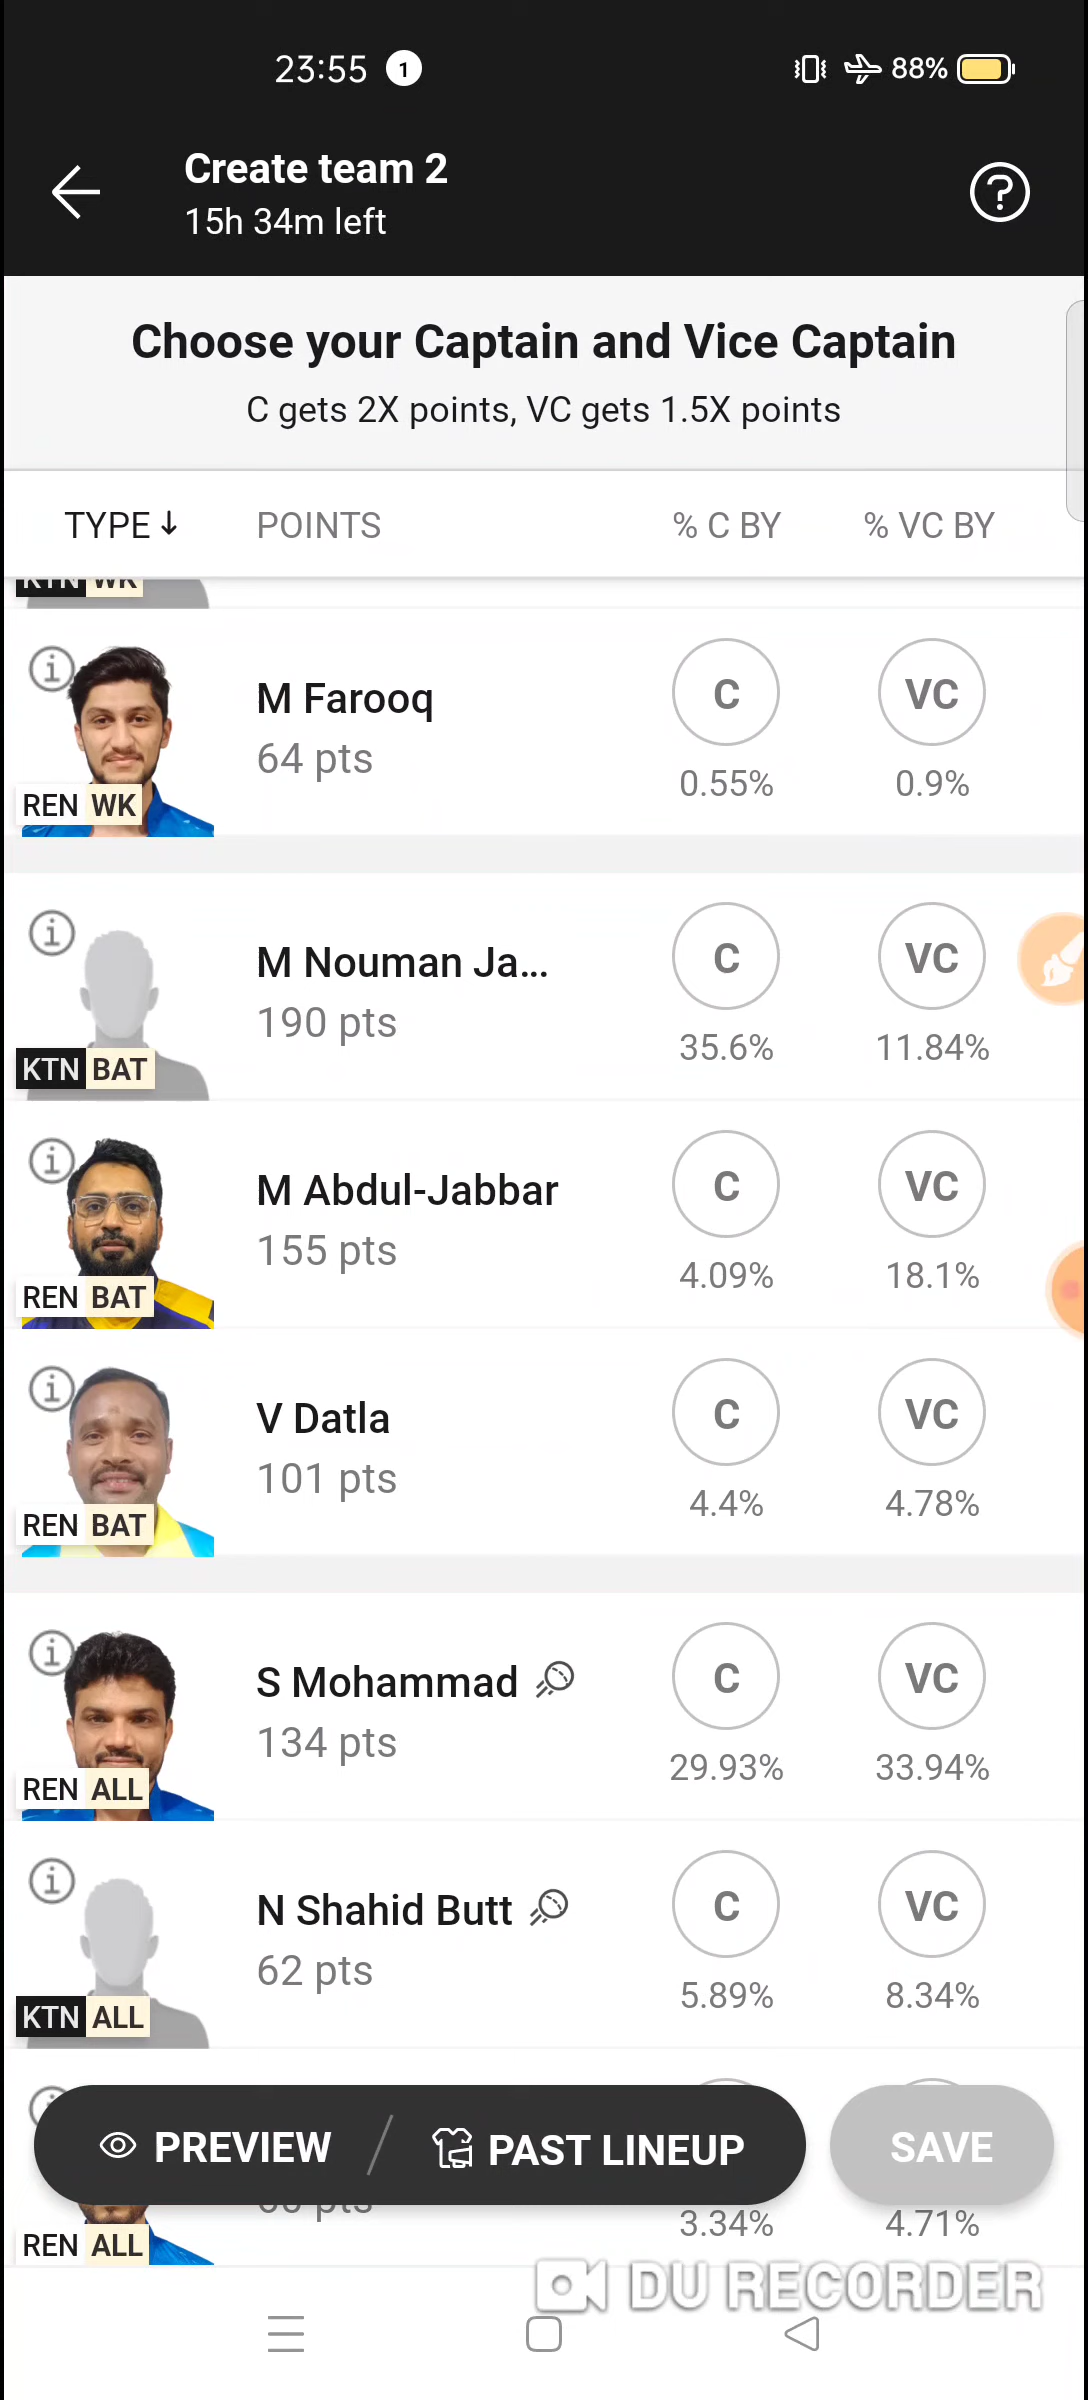 23:55 1 88%
Create team 2
15h 34m left
Choose your Captain and Vice Captain
C gets 2X points, VC gets 1.5X points
TYPE ↓ POINTS % C BY % VC BY
KTN WK
M Farooq C VC
64 pts 0.55% 0.9%
REN WK
M Nouman Ja... C VC
190 pts 35.6% 11.84%
KTN BAT
M Abdul-Jabbar C VC
155 pts 4.09% 18.1%
REN BAT
V Datla C VC
101 pts 4.4% 4.78%
REN BAT
S Mohammad C VC
134 pts 29.93% 33.94%
REN ALL
N Shahid Butt C VC
62 pts 5.89% 8.34%
KTN ALL
PREVIEW / PAST LINEUP SAVE
pts 3.34% 4.71%
REN ALL
DU RECORDER